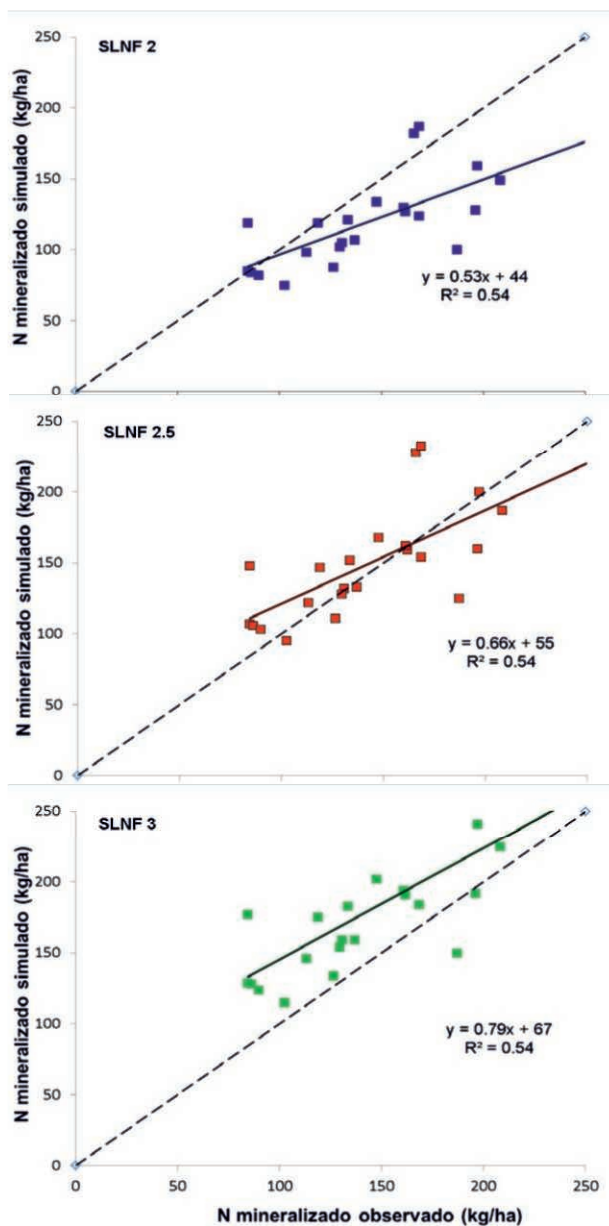 250
SLNF 2
200
150
100
50
0
N mineralizado simulado (kg/ha)
y = 0.53x + 44
R² = 0.54
250
SLNF 2.5
200
150
100
50
0
N mineralizado simulado (kg/ha)
y = 0.66x + 55
R² = 0.54
250
SLNF 3
200
150
100
50
0
N mineralizado simulado (kg/ha)
y = 0.79x + 67
R² = 0.54
0 50 100 150 200 250
N mineralizado observado (kg/ha)